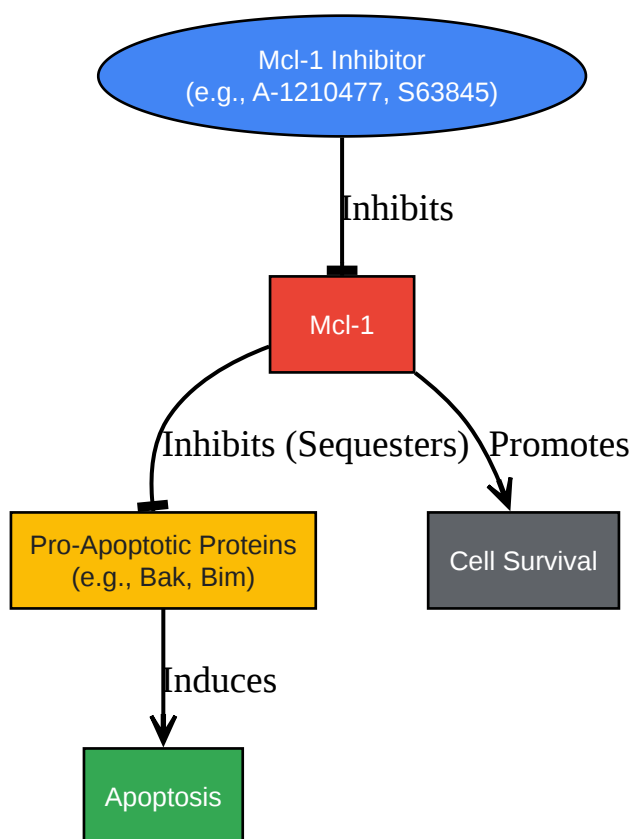 Mcl-1 Inhibitor
(e.g., A-1210477, S63845)
Inhibits
Mcl-1
Inhibits (Sequesters)
Promotes
Pro-Apoptotic Proteins
(e.g., Bak, Bim)
Cell Survival
Induces
Apoptosis